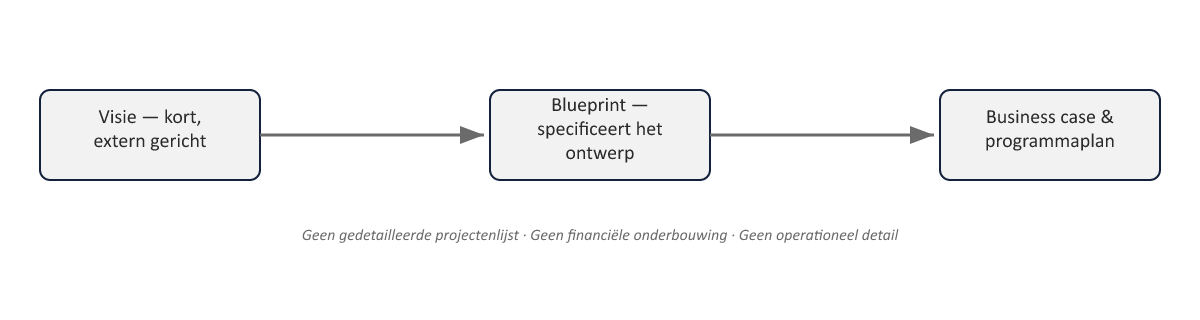 Visie — kort,
extern gericht
Blueprint —
specificeert het
ontwerp
Business case &
programmaplan
Geen gedetailleerde projectenlijst · Geen financiële onderbouwing · Geen operationeel detail